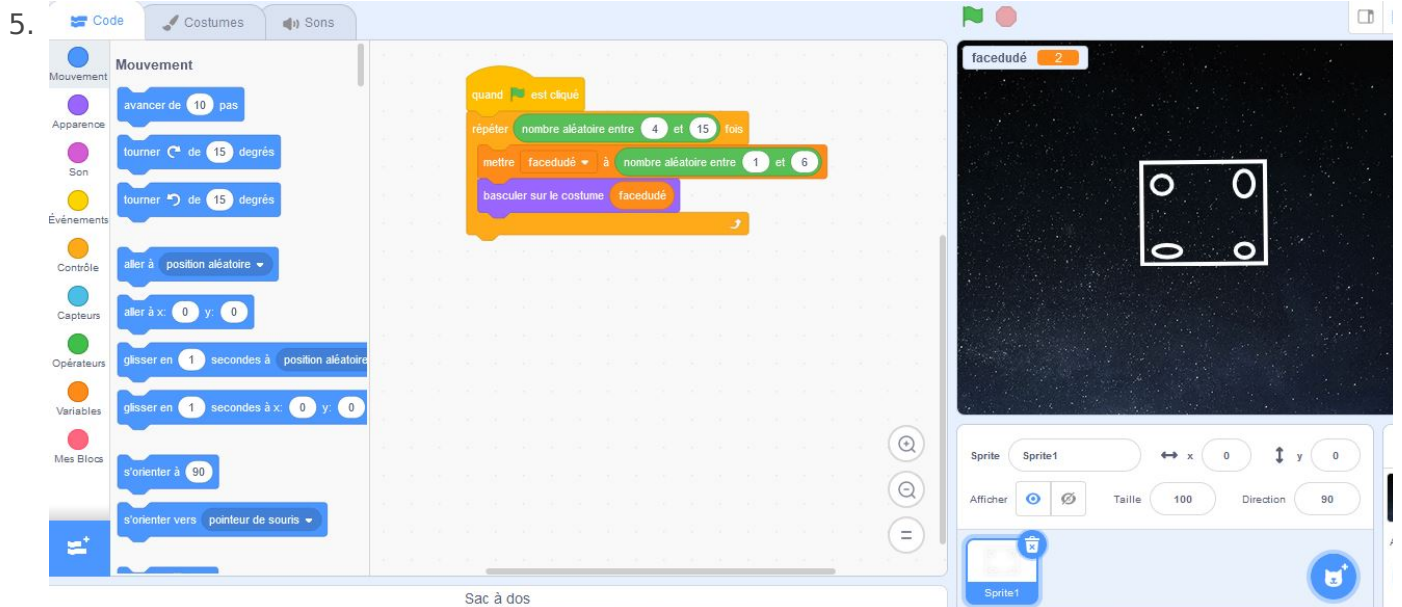 5.
Code Costumes Sons
Mouvement
Apparence
Son
Événements
Contrôle
Capteurs
Opérateurs
Variables
Mes Blocs
Mouvement
avancer de 10 pas
tourner de 15 degrés
tourner de 15 degrés
aller à position aléatoire
aller à x: 0 y: 0
glisser en 1 secondes à position aléatoire
glisser en 1 secondes à x: 0 y: 0
s'orienter à 90
s'orienter vers pointeur de souris
quand est cliqué
répéter nombre aléatoire entre 4 et 15 fois
mettre facedudé à nombre aléatoire entre 1 et 6
basculer sur le costume facedudé
facedudé 2
Sprite Sprite1 x 0 y 0
Afficher Taille 100 Direction 90
Sprite1
Sac à dos